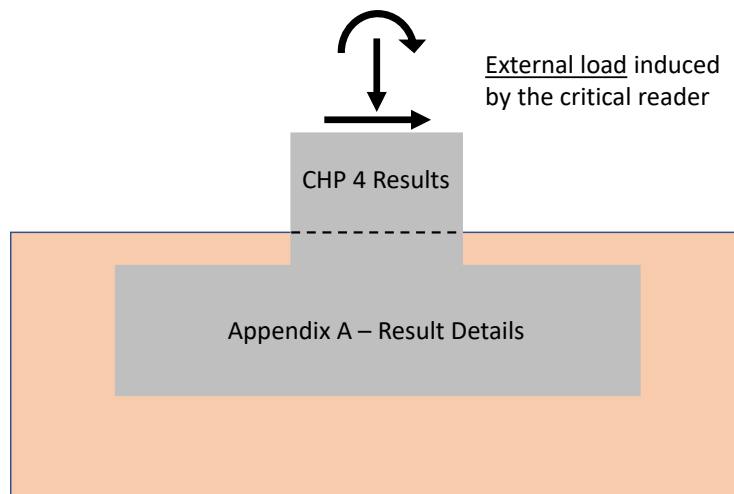 External load induced
by the critical reader
CHP 4 Results
Appendix A – Result Details